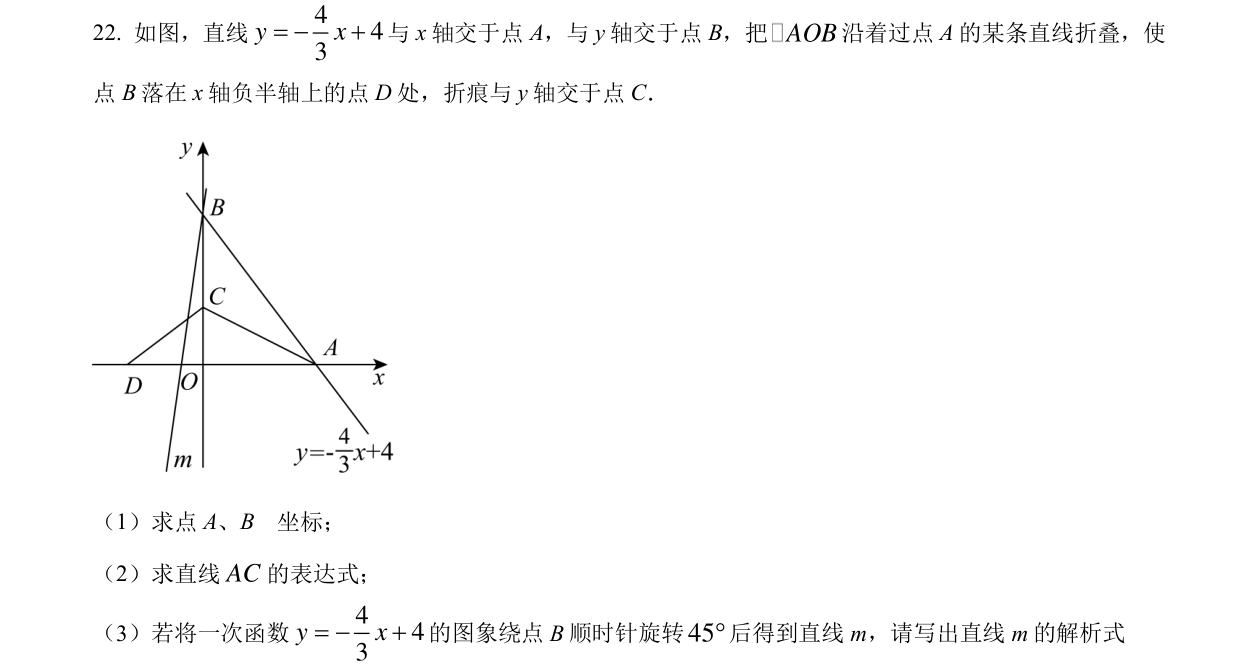 22. 如图，直线 y = -4/3 x + 4 与 x 轴交于点 A，与 y 轴交于点 B，把□AOB 沿着过点 A 的某条直线折叠，使
点 B 落在 x 轴负半轴上的点 D 处，折痕与 y 轴交于点 C．
y
B
C
A
D
O
x
m
y=-4/3x+4
（1）求点 A、B 坐标；
（2）求直线 AC 的表达式；
（3）若将一次函数 y = -4/3 x + 4 的图象绕点 B 顺时针旋转 45° 后得到直线 m，请写出直线 m 的解析式